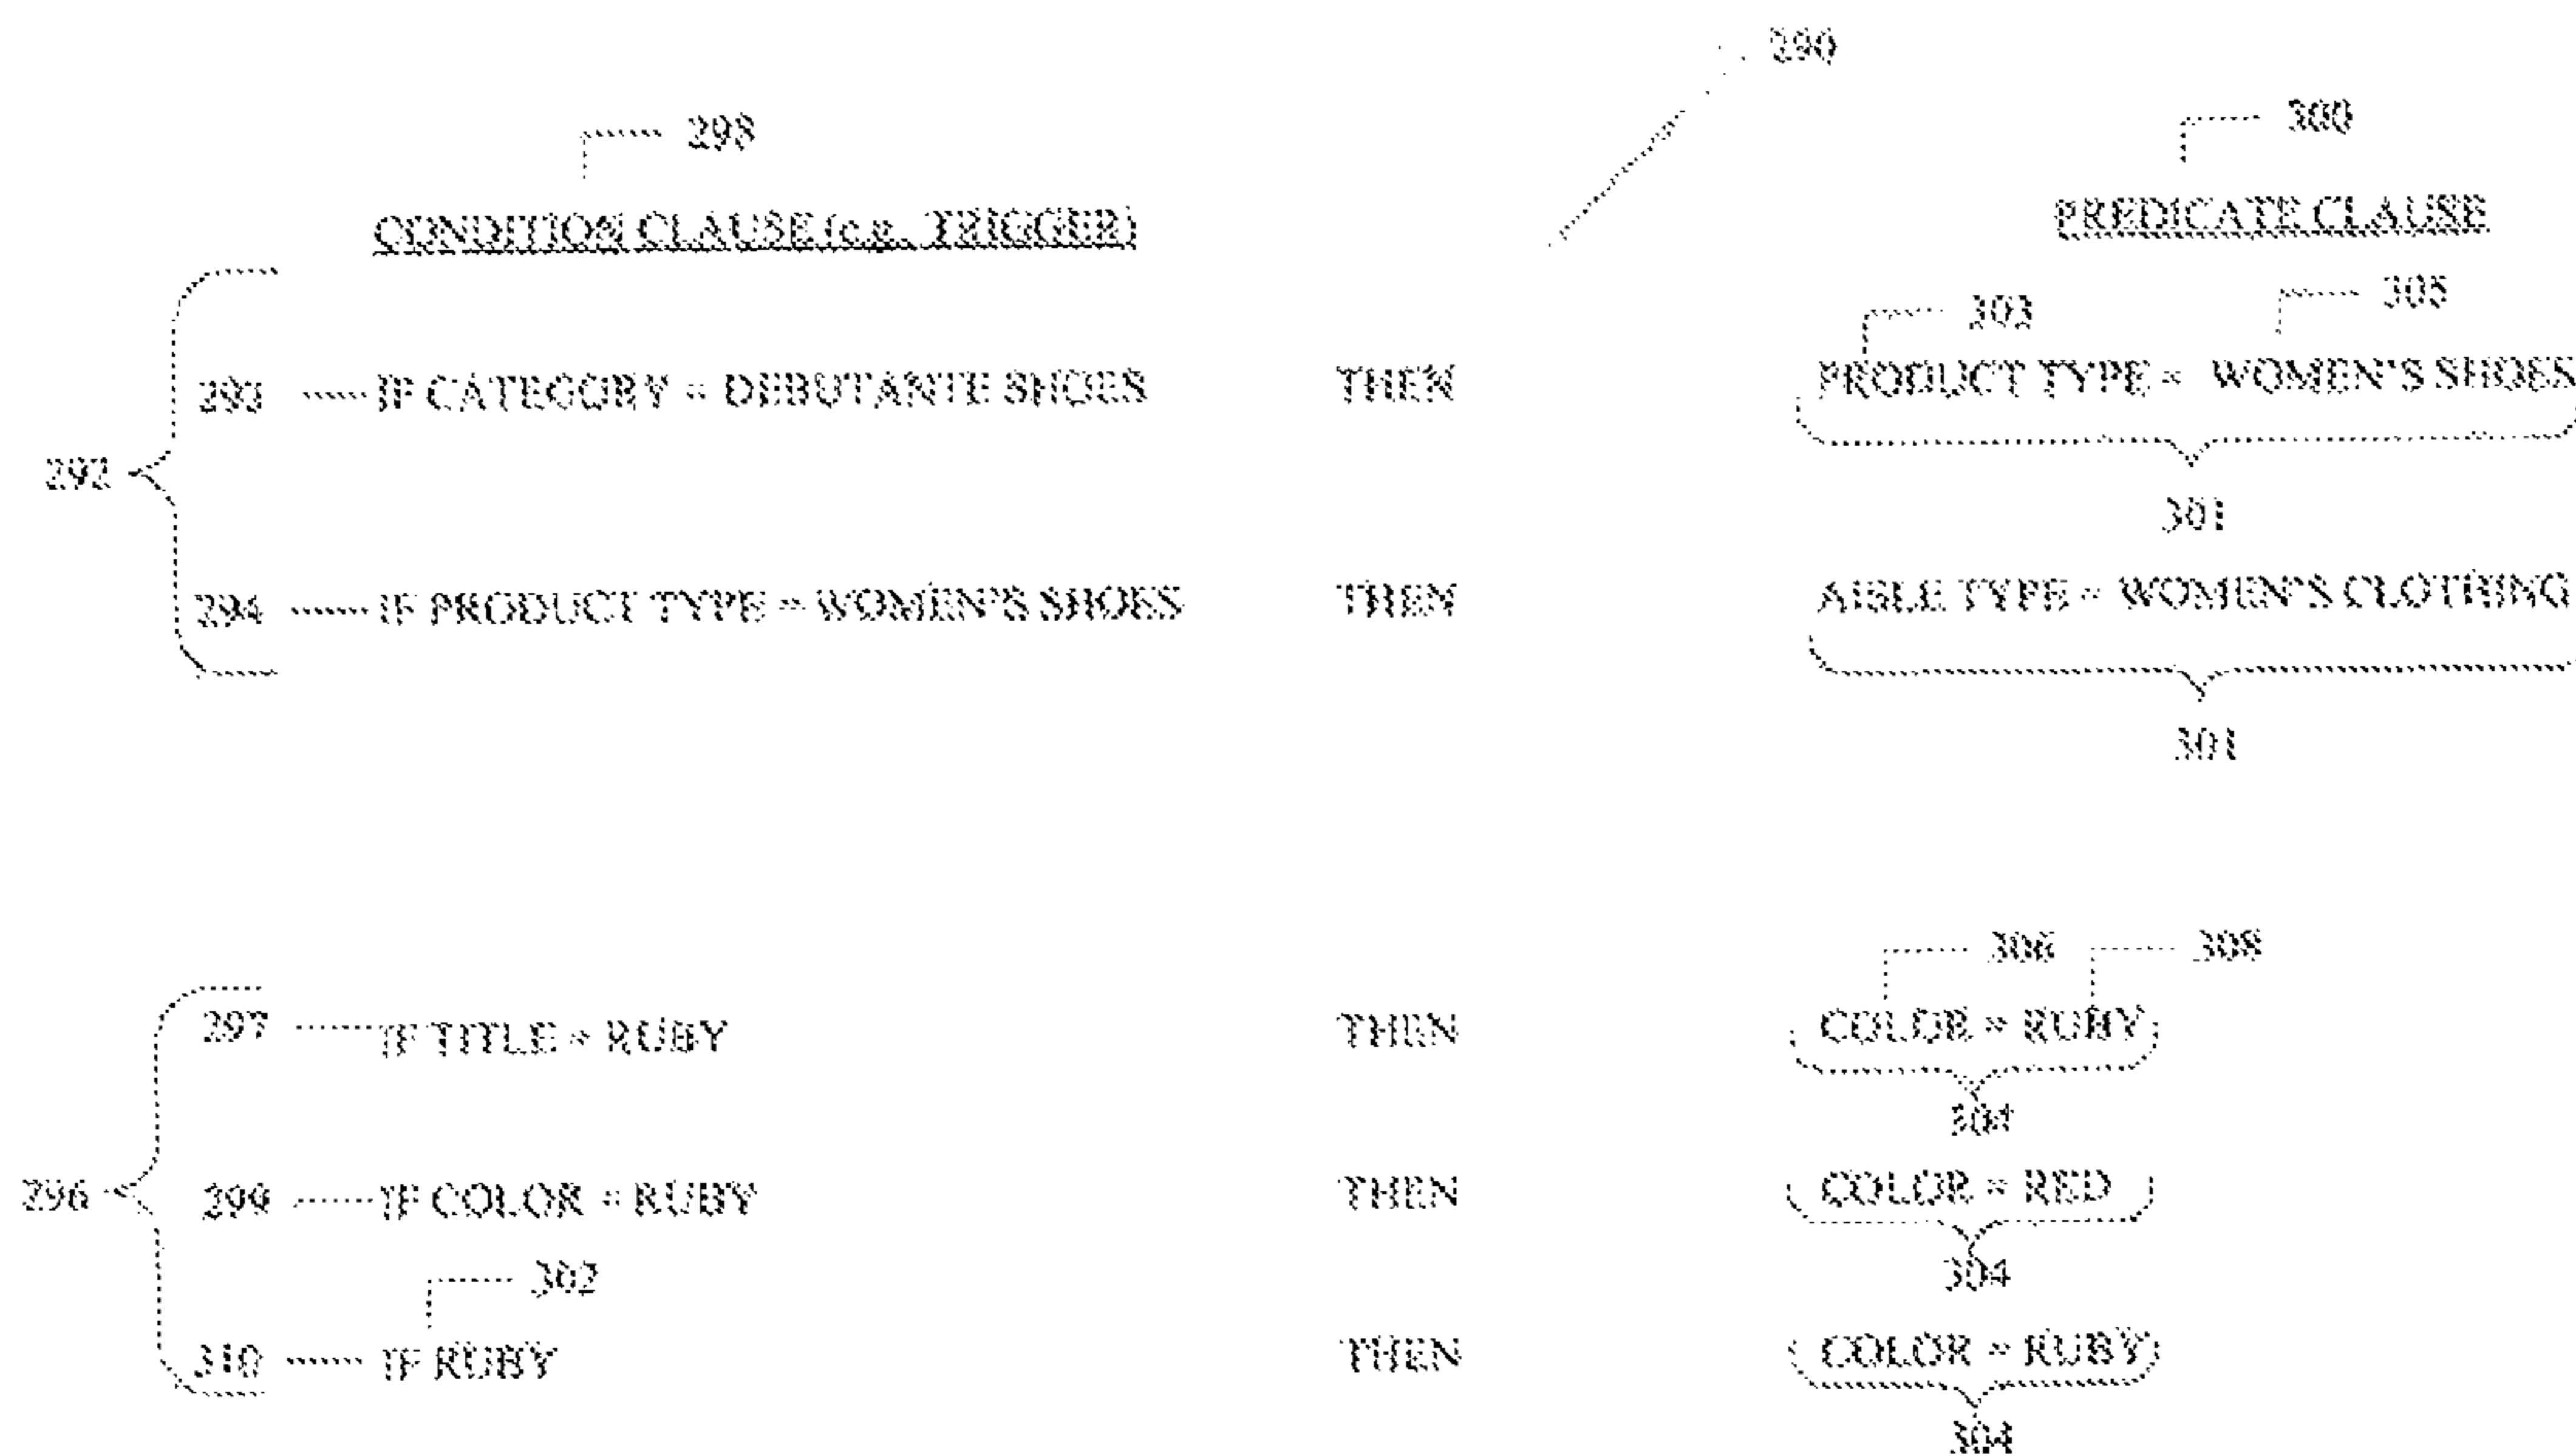 290
298 300
CONDITION CLAUSE (e.g., TRIGGER) PREDICATE CLAUSE
303 305
293 IF CATEGORY = DEBUTANTE SHOES THEN PRODUCT TYPE = WOMEN'S SHOES
292
301
294 IF PRODUCT TYPE = WOMEN'S SHOES THEN AISLE TYPE = WOMEN'S CLOTHING
301
306 308
297 IF TITLE = RUBY THEN COLOR = RUBY
304
296 299 IF COLOR = RUBY THEN COLOR = RED
302 304
310 IF RUBY THEN COLOR = RUBY
304